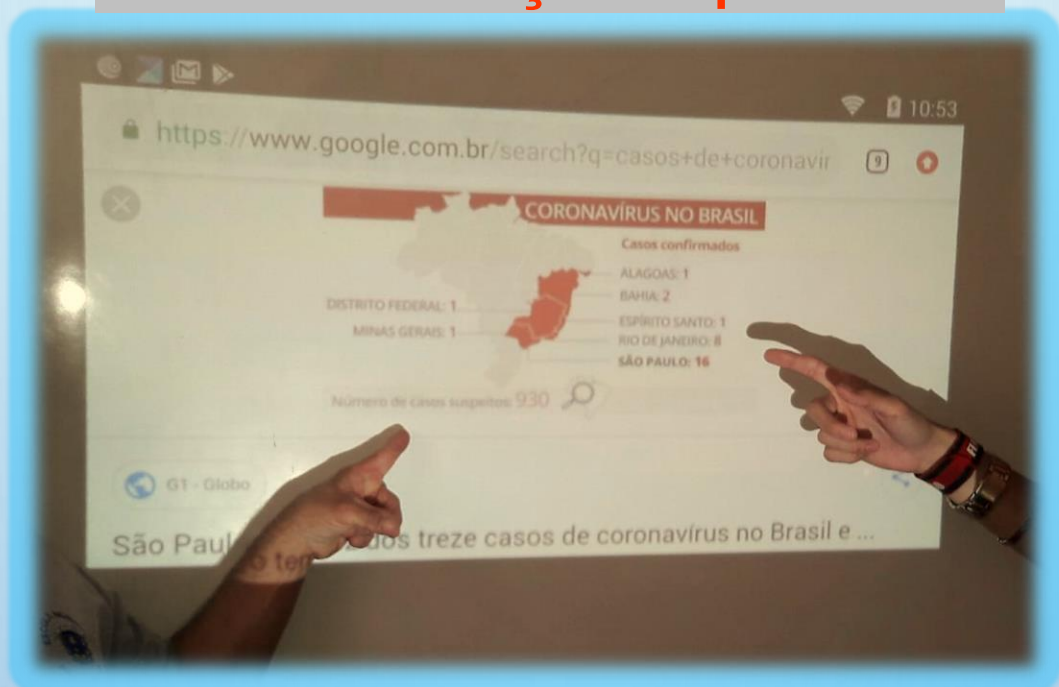 10:53
https://www.google.com.br/search?q=casos+de+coronavir
9
CORONAVÍRUS NO BRASIL
Casos confirmados
ALAGOAS: 1
BAHIA: 2
DISTRITO FEDERAL: 1
ESPÍRITO SANTO: 1
MINAS GERAIS: 1
RIO DE JANEIRO: 8
SÃO PAULO: 16
Número de casos suspeitos: 930
G1 - Globo
São Paulo treze casos de coronavírus no Brasil e ...